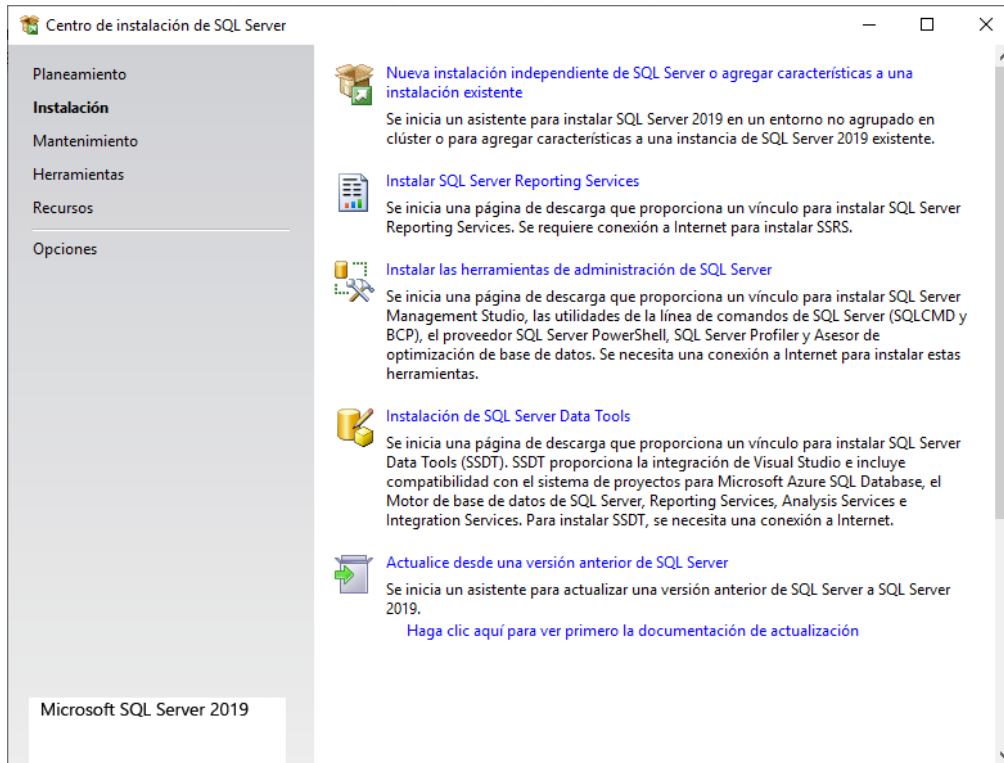 Centro de instalación de SQL Server
Planeamiento
Instalación
Mantenimiento
Herramientas
Recursos
Opciones
Microsoft SQL Server 2019
Nueva instalación independiente de SQL Server o agregar características a una
instalación existente
Se inicia un asistente para instalar SQL Server 2019 en un entorno no agrupado en
clúster o para agregar características a una instancia de SQL Server 2019 existente.
Instalar SQL Server Reporting Services
Se inicia una página de descarga que proporciona un vínculo para instalar SQL Server
Reporting Services. Se requiere conexión a Internet para instalar SSRS.
Instalar las herramientas de administración de SQL Server
Se inicia una página de descarga que proporciona un vínculo para instalar SQL Server
Management Studio, las utilidades de la línea de comandos de SQL Server (SQLCMD y
BCP), el proveedor SQL Server PowerShell, SQL Server Profiler y Asesor de
optimización de base de datos. Se necesita una conexión a Internet para instalar estas
herramientas.
Instalación de SQL Server Data Tools
Se inicia una página de descarga que proporciona un vínculo para instalar SQL Server
Data Tools (SSDT). SSDT proporciona la integración de Visual Studio e incluye
compatibilidad con el sistema de proyectos para Microsoft Azure SQL Database, el
Motor de base de datos de SQL Server, Reporting Services, Analysis Services e
Integration Services. Para instalar SSDT, se necesita una conexión a Internet.
Actualice desde una versión anterior de SQL Server
Se inicia un asistente para actualizar una versión anterior de SQL Server a SQL Server
2019.
Haga clic aquí para ver primero la documentación de actualización